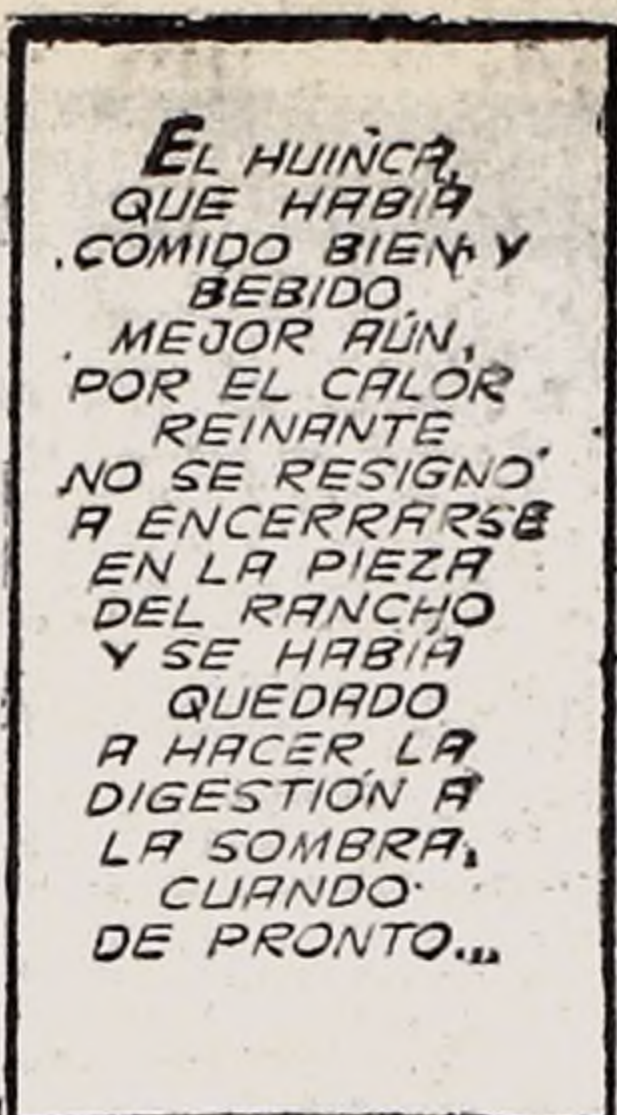 EL HUINCA,
QUE HABIA
COMIDO BIEN Y
BEBIDO
MEJOR AÚN,
POR EL CALOR
REINANTE
NO SE RESIGNÓ
A ENCERRARSE
EN LA PIEZA
DEL RANCHO
Y SE HABÍA
QUEDADO
A HACER LA
DIGESTIÓN A
LA SOMBRA,
CUANDO
DE PRONTO...